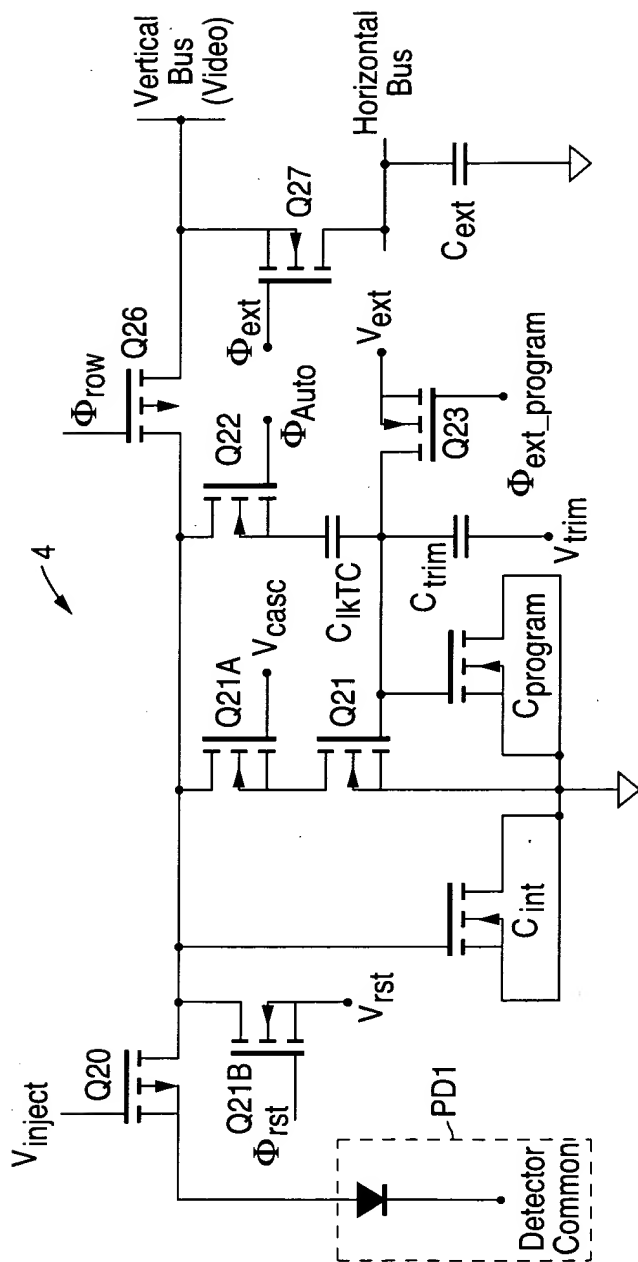 4
Vertical
Bus
(Video)
Φrow
Q26
Vinject
Q20
Q21A
Vcasc
Q22
ΦAuto
Φext
Q27
Horizontal
Bus
Q21B
Φrst
Vrst
Q21
ClkTC
Vext
Cext
PD1
Cint
Cprogram
Ctrim
Vtrim
Q23
Φext_program
Detector
Common